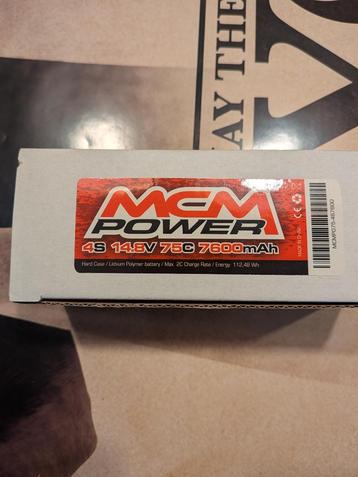 AY THE
MCM
POWER
4S 14.8V 75C 7600mAh
Hard Case / Lithium Polymer battery / Max 2C Charge Rate / Energy 112,48 Wh